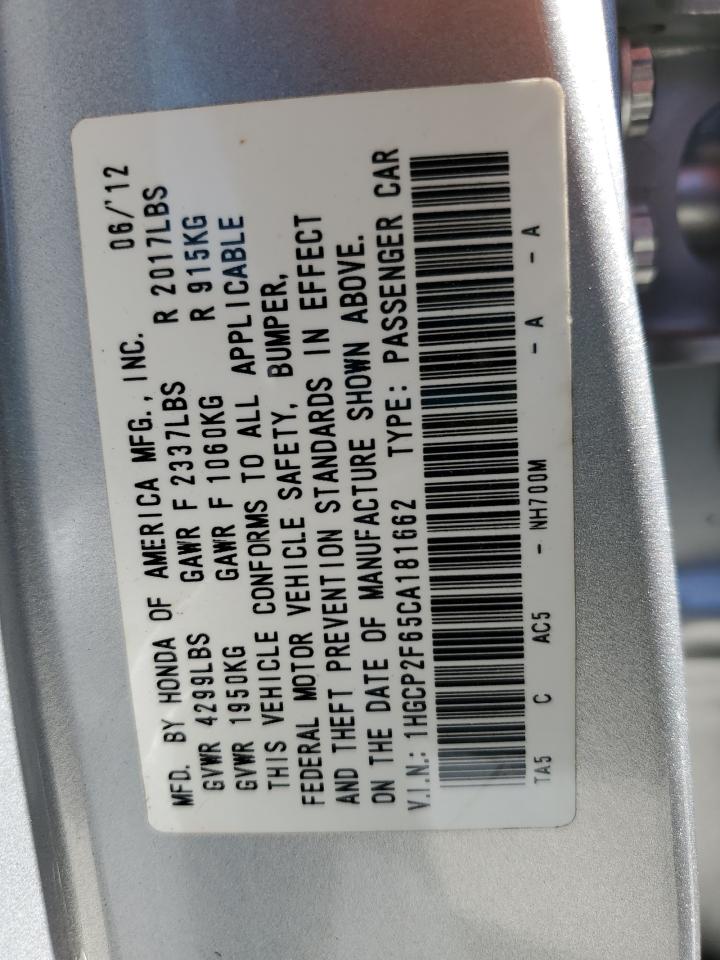 MFD. BY HONDA OF AMERICA MFG., INC. 06/'12
GVWR 4299LBS GAWR F 2337LBS R 2017LBS
GVWR 1950KG GAWR F 1060KG R 915KG
THIS VEHICLE CONFORMS TO ALL APPLICABLE
FEDERAL MOTOR VEHICLE SAFETY, BUMPER,
AND THEFT PREVENTION STANDARDS IN EFFECT
ON THE DATE OF MANUFACTURE SHOWN ABOVE.
V.I.N.: 1HGCP2F65CA181662 TYPE: PASSENGER CAR
TA5 C AC5 - NH700M - A - A